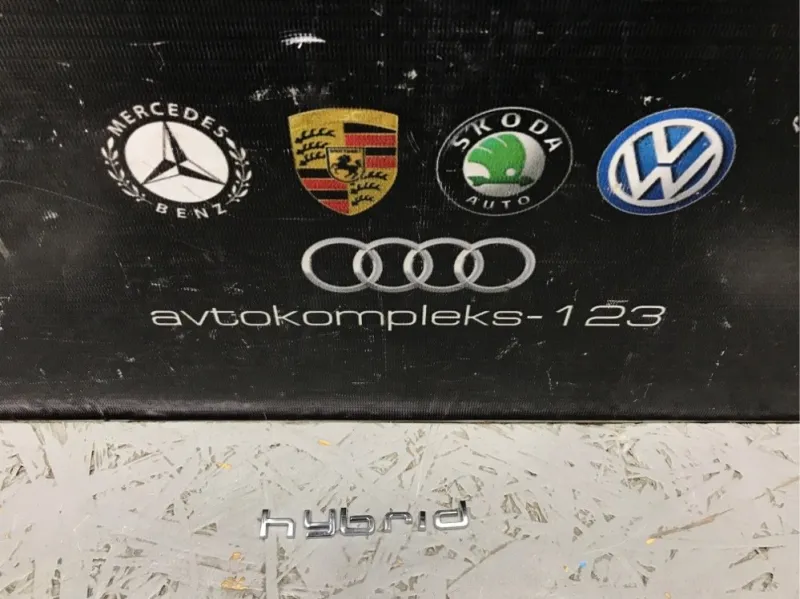 MERCEDES
BENZ
SKODA
AUTO
avtokompleks-123
hybrid